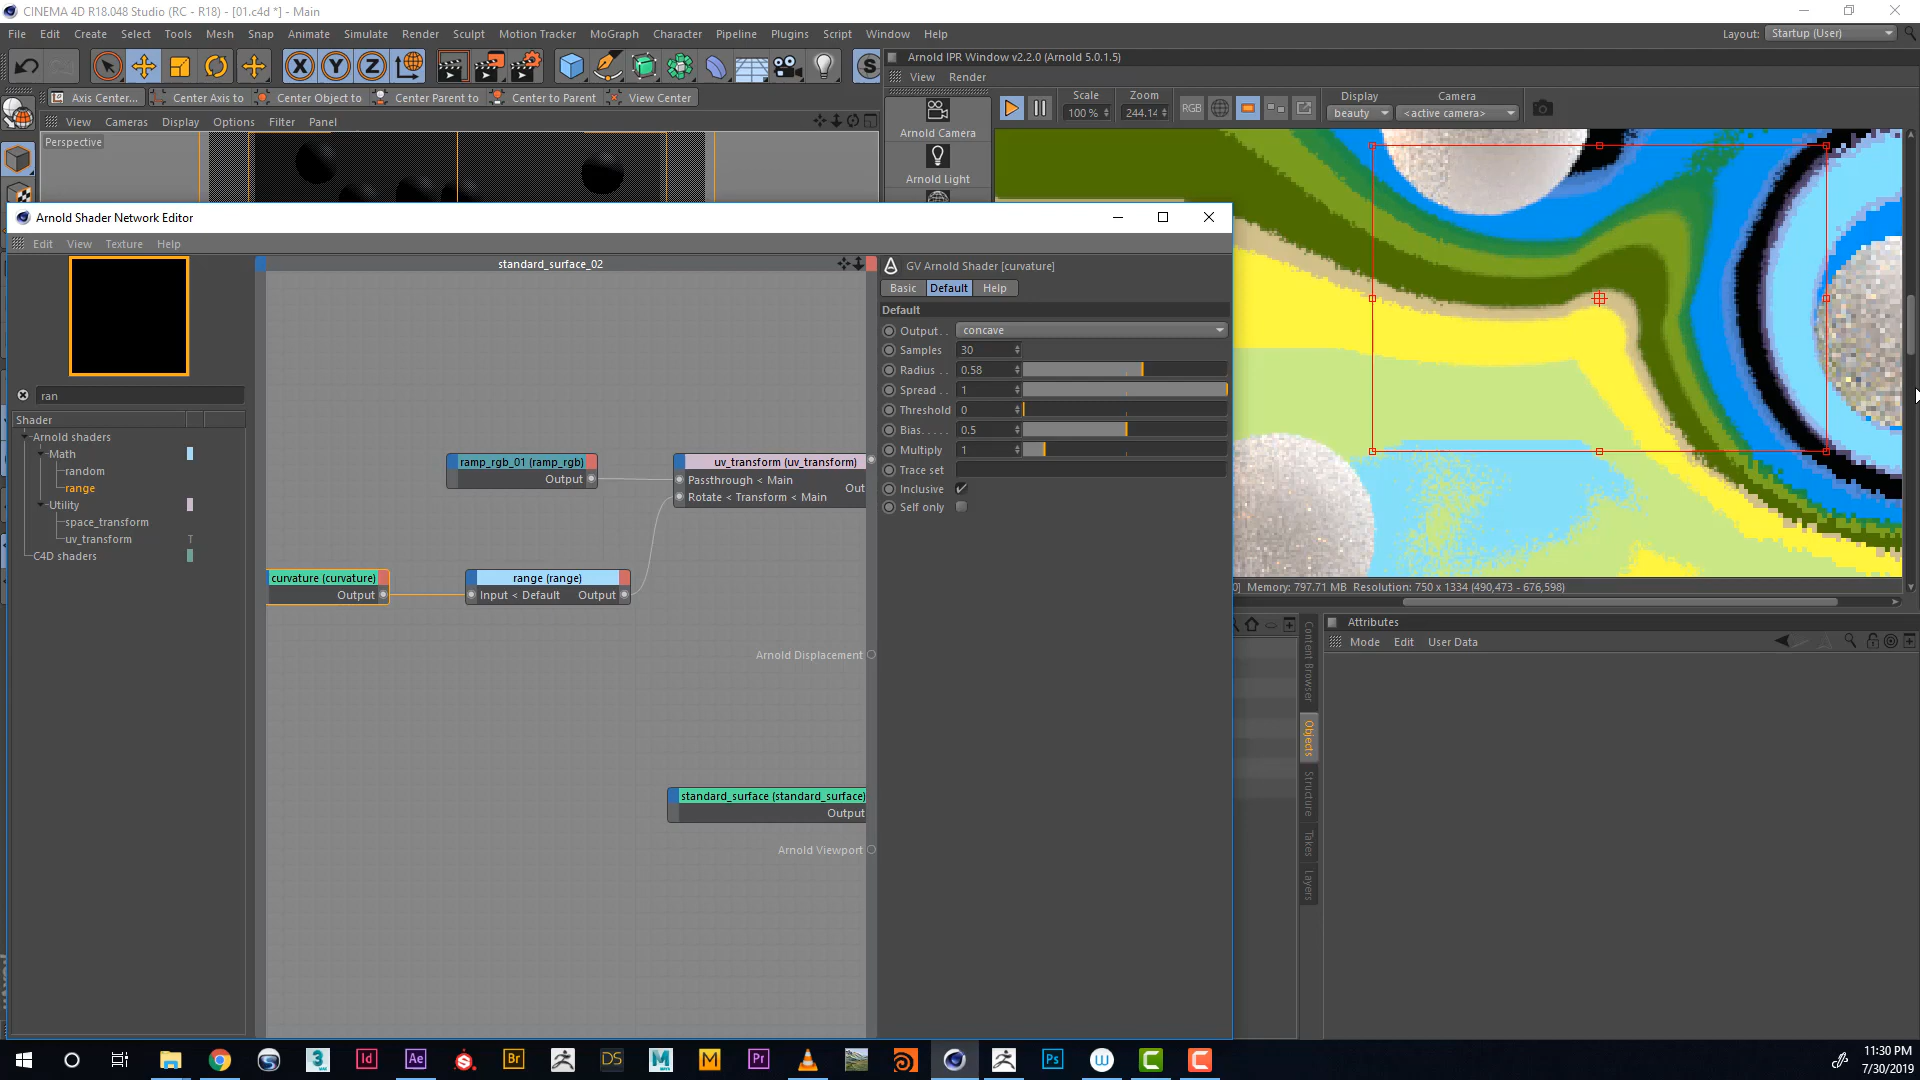 CINEMA 4D R18.048 Studio (RC - R18) - [01.c4d *] - Main
File Edit Create Select Tools Mesh Snap Animate Simulate Render Sculpt Motion Tracker MoGraph Character Pipeline Plugins Script Window Help
Layout: Startup (User)
Arnold IPR Window v2.2.0 (Arnold 5.0.1.5)
View Render
Axis Center... Center Axis to Center Object to Center Parent to Center to Parent View Center
Scale Zoom Display Camera
100 % 244.14 RGB beauty <active camera>
View Cameras Display Options Filter Panel
Perspective
Arnold Camera
Arnold Light
Arnold Shader Network Editor
Edit View Texture Help
standard_surface_02
GV Arnold Shader [curvature]
Basic Default Help
Default
Output. . concave
Samples 30
Radius . . 0.58
Spread . . 1
Threshold 0
Bias. . . . . 0.5
Multiply 1
Trace set
Inclusive
Self only
ran
Shader
Arnold shaders
Math
random
range
Utility
space_transform
uv_transform T
C4D shaders
ramp_rgb_01 (ramp_rgb)
Output
uv_transform (uv_transform)
Passthrough < Main
Out
Rotate < Transform < Main
curvature (curvature)
Output
range (range)
Input < Default Output
Arnold Displacement
standard_surface (standard_surface)
Output
Arnold Viewport
0] Memory: 797.71 MB Resolution: 750 x 1334 (490,473 - 676,598)
Content Browser
Objects
Structure
Takes
Layers
Attributes
Mode Edit User Data
Id Ae Br DS M Pr Ps
11:30 PM
7/30/2019